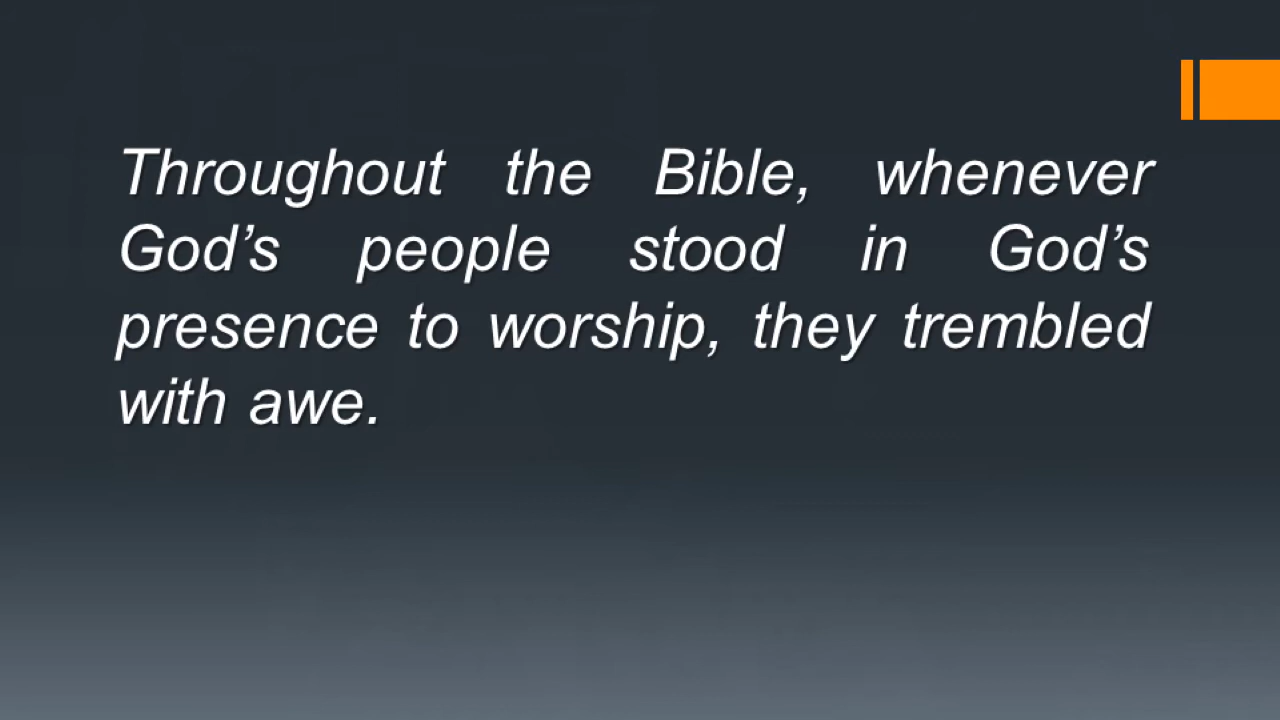 Throughout the Bible, whenever
God’s people stood in God’s
presence to worship, they trembled
with awe.